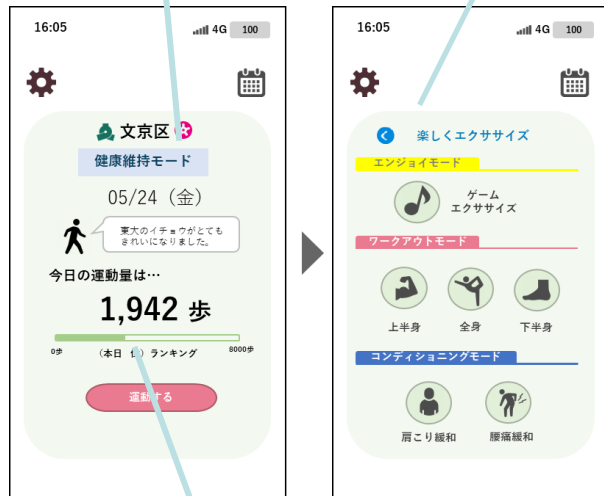 16:05
4G 100
文京区
健康維持モード
05/24（金）
東大のイチョウがとても
きれいになりました。
今日の運動量は…
1,942 歩
0歩
（本日 位）ランキング
8000歩
運動する
16:05
4G 100
楽しくエクササイズ
エンジョイモード
ゲーム
エクササイズ
ワークアウトモード
上半身
全身
下半身
コンディショニングモード
肩こり緩和
腰痛緩和